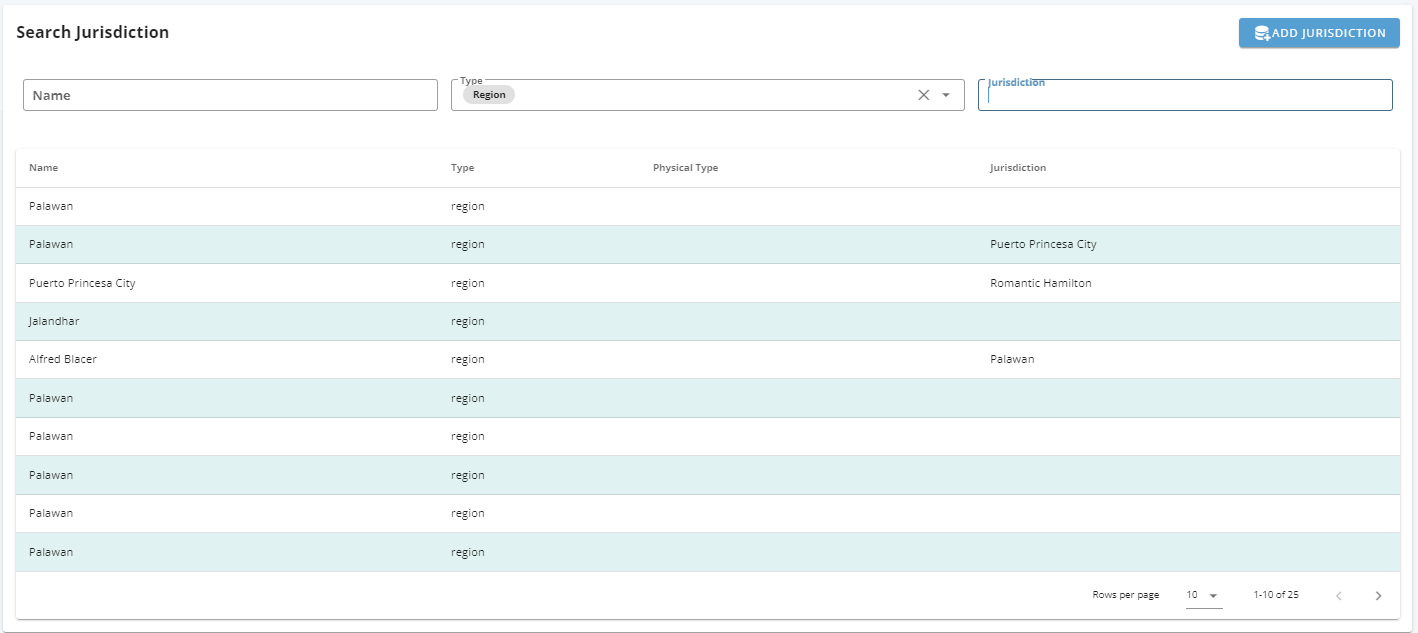 Search Jurisdiction
ADD JURISDICTION
Name
Type
Region
Jurisdiction
Name Type Physical Type Jurisdiction
Palawan region
Palawan region Puerto Princesa City
Puerto Princesa City region Romantic Hamilton
Jalandhar region
Alfred Blacer region Palawan
Palawan region
Palawan region
Palawan region
Palawan region
Palawan region
Rows per page 10 1-10 of 25